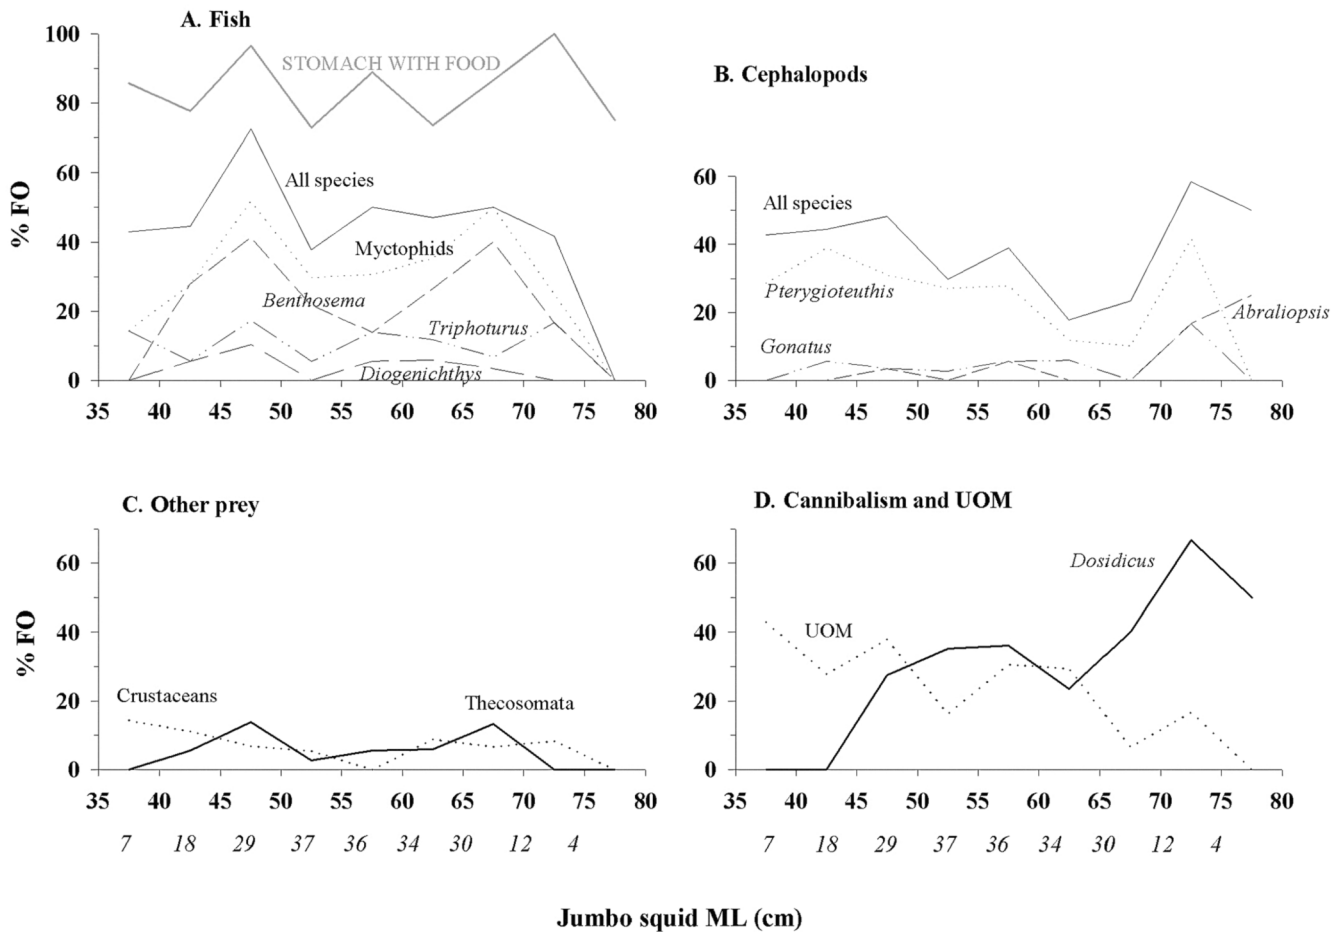 A. Fish
100
80
60
40
20
0
% FO
STOMACH WITH FOOD
All species
Myctophids
Benthosema
Triphoturus
Diogenichthys
35 40 45 50 55 60 65 70 75 80
B. Cephalopods
60
40
20
0
All species
Pterygioteuthis
Abraliopsis
Gonatus
35 40 45 50 55 60 65 70 75 80
C. Other prey
60
40
20
0
% FO
Crustaceans
Thecosomata
35 40 45 50 55 60 65 70 75 80
7 18 29 37 36 34 30 12 4
D. Cannibalism and UOM
60
40
20
0
Dosidicus
UOM
35 40 45 50 55 60 65 70 75 80
7 18 29 37 36 34 30 12 4
Jumbo squid ML (cm)